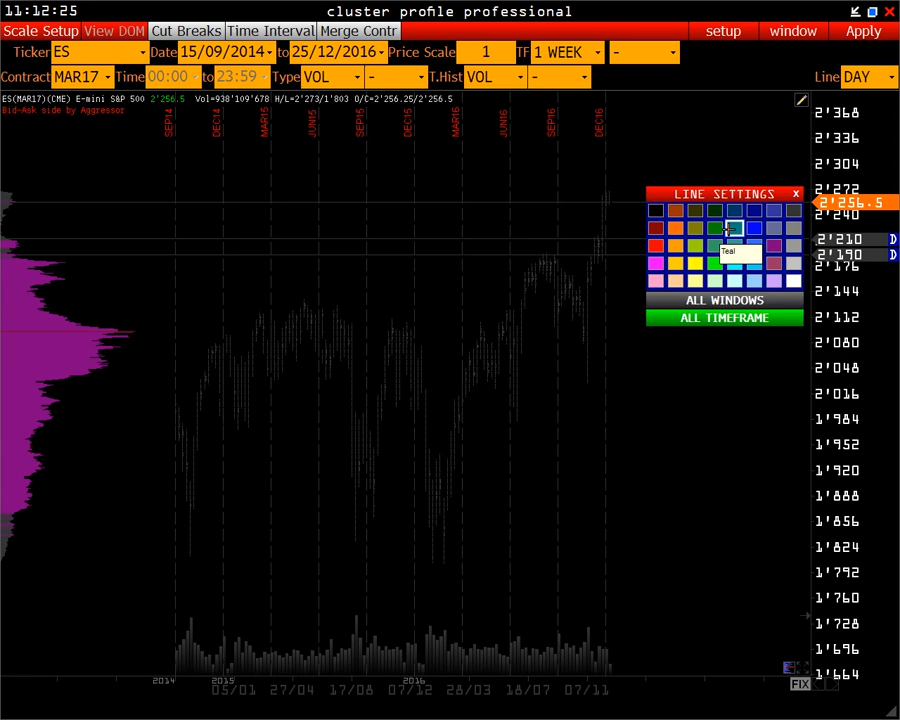 11:12:25 cluster profile professional
Scale Setup View DOM Cut Breaks Time Interval Merge Contr setup window Apply
Ticker ES Date 15/09/2014 to 25/12/2016 Price Scale 1 TF 1 WEEK -
Contract MAR17 Time 00:00 to 23:59 Type VOL - T.Hist VOL - Line DAY
ES(MAR17)(CME) E-mini S&P 500 2'256.5 Vol=938'109'678 H/L=2'273/1'803 O/C=2'256.25/2'256.5
Bid-Ask side by Aggressor
SEP14 DEC14 MAR15 JUN15 SEP15 DEC15 MAR16 JUN16 SEP16 DEC16
2'368
2'336
2'304
2'272
LINE SETTINGS x
2'256.5
2'240
2'210 D
Teal
2'190 D
2'176
2'144
ALL WINDOWS
2'112
ALL TIMEFRAME
2'080
2'048
2'016
1'984
1'952
1'920
1'888
1'856
1'824
1'792
1'760
1'728
1'696
1'664
2014 2015 2016
FIX
05/01 27/04 17/08 07/12 28/03 18/07 07/11